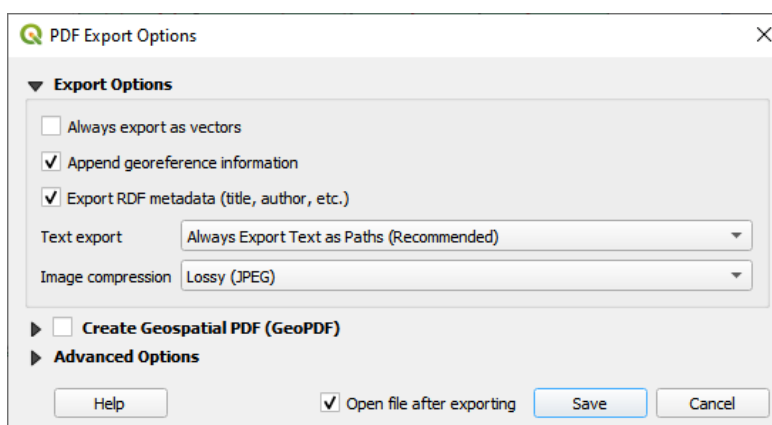 PDF Export Options
Export Options
Always export as vectors
Append georeference information
Export RDF metadata (title, author, etc.)
Text export Always Export Text as Paths (Recommended)
Image compression Lossy (JPEG)
Create Geospatial PDF (GeoPDF)
Advanced Options
Help Open file after exporting Save Cancel